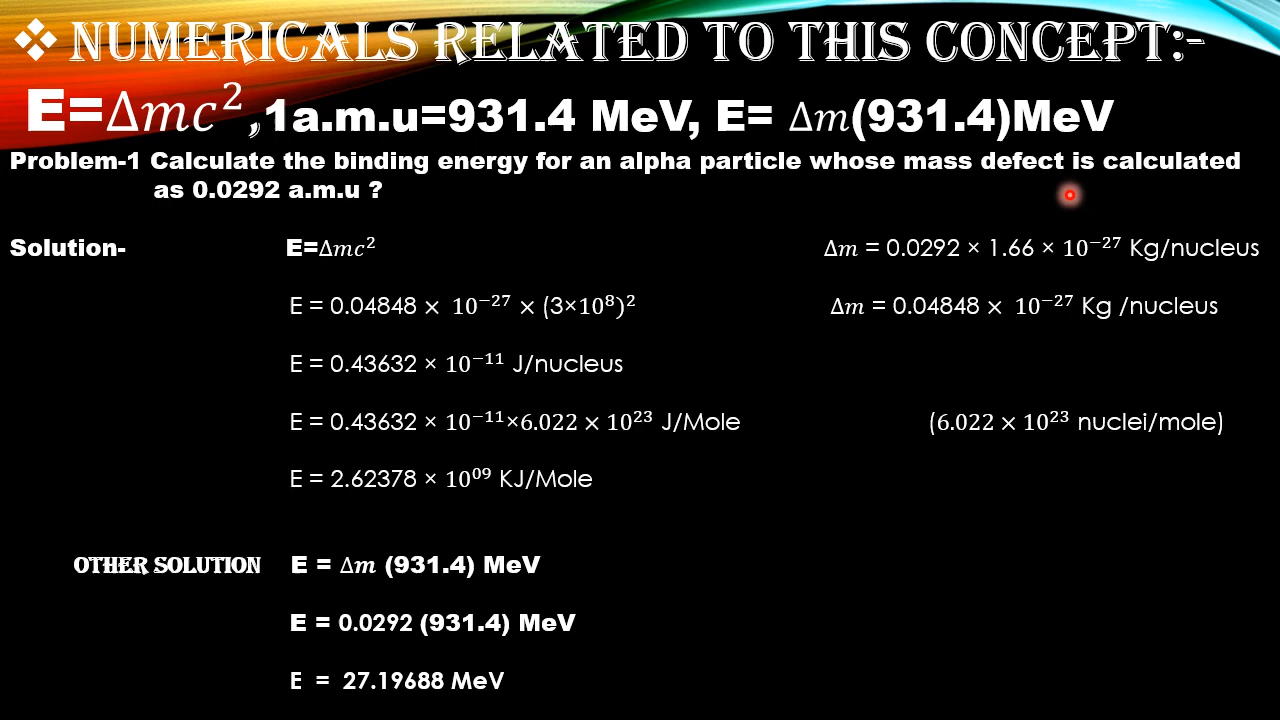 ❖ NUMERICALS RELATED TO THIS CONCEPT:-
E=Δmc²,1a.m.u=931.4 MeV, E= Δm(931.4)MeV
Problem-1 Calculate the binding energy for an alpha particle whose mass defect is calculated
as 0.0292 a.m.u ?
Solution- E=Δmc² Δm = 0.0292 × 1.66 × 10⁻²⁷ Kg/nucleus
E = 0.04848 × 10⁻²⁷ × (3×10⁸)² Δm = 0.04848 × 10⁻²⁷ Kg /nucleus
E = 0.43632 × 10⁻¹¹ J/nucleus
E = 0.43632 × 10⁻¹¹×6.022 × 10²³ J/Mole (6.022 × 10²³ nuclei/mole)
E = 2.62378 × 10⁰⁹ KJ/Mole
OTHER SOLUTION E = Δm (931.4) MeV
E = 0.0292 (931.4) MeV
E = 27.19688 MeV